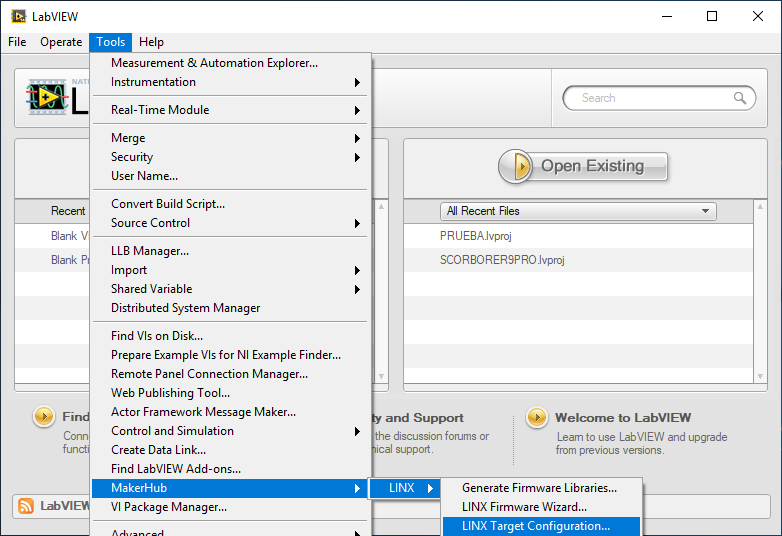 LabVIEW
File Operate Tools Help
Measurement & Automation Explorer...
Instrumentation
Real-Time Module
Merge
Security
User Name...
Convert Build Script...
Source Control
LLB Manager...
Import
Shared Variable
Distributed System Manager
Find VIs on Disk...
Prepare Example VIs for NI Example Finder...
Remote Panel Connection Manager...
Web Publishing Tool...
Actor Framework Message Maker...
Control and Simulation
Create Data Link...
Find LabVIEW Add-ons...
MakerHub
VI Package Manager...
Advanced
LINX
Generate Firmware Libraries...
LINX Firmware Wizard...
LINX Target Configuration...
NATI
L
Search
Recent
Blank V
Blank Pr
Open Existing
All Recent Files
PRUEBA.lvproj
SCORBORER9PRO.lvproj
Find
Conne
functi
ty and Support
the discussion forums or
nical support.
Welcome to LabVIEW
Learn to use LabVIEW and upgrade
from previous versions.
LabVIEW